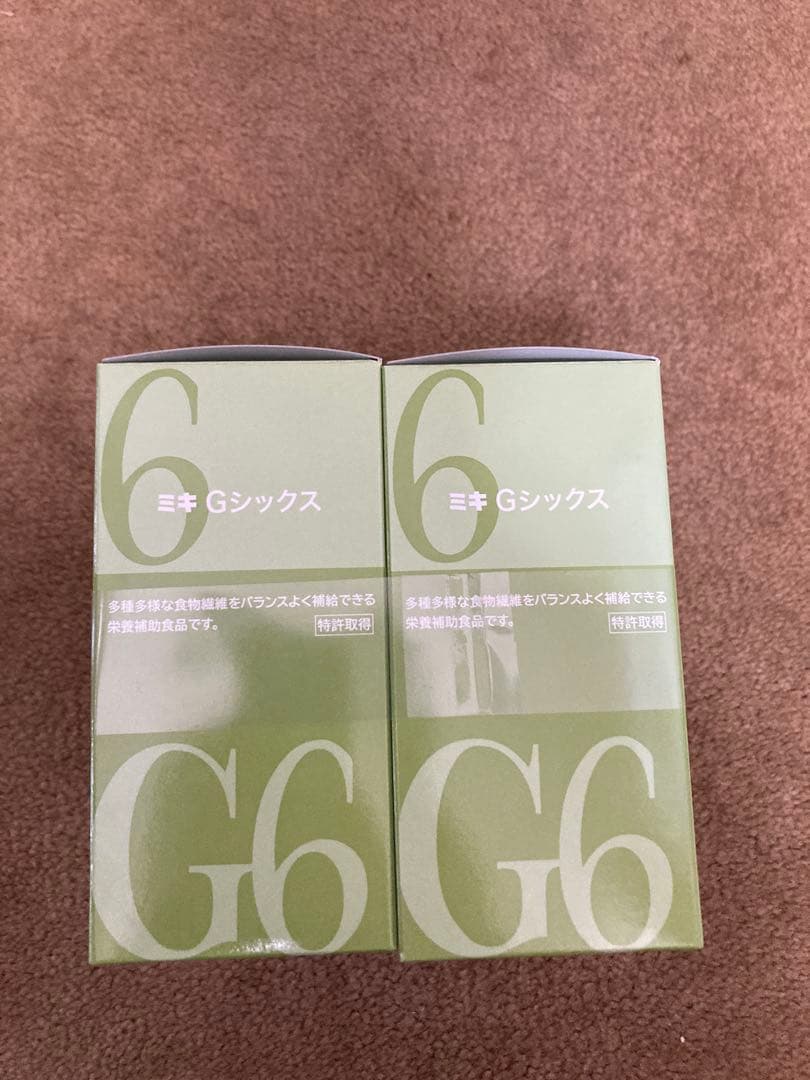 6
ミキ Gシックス
多種多様な食物繊維をバランスよく補給できる
栄養補助食品です。 特許取得
G6
6
ミキ Gシックス
多種多様な食物繊維をバランスよく補給できる
栄養補助食品です。 特許取得
G6